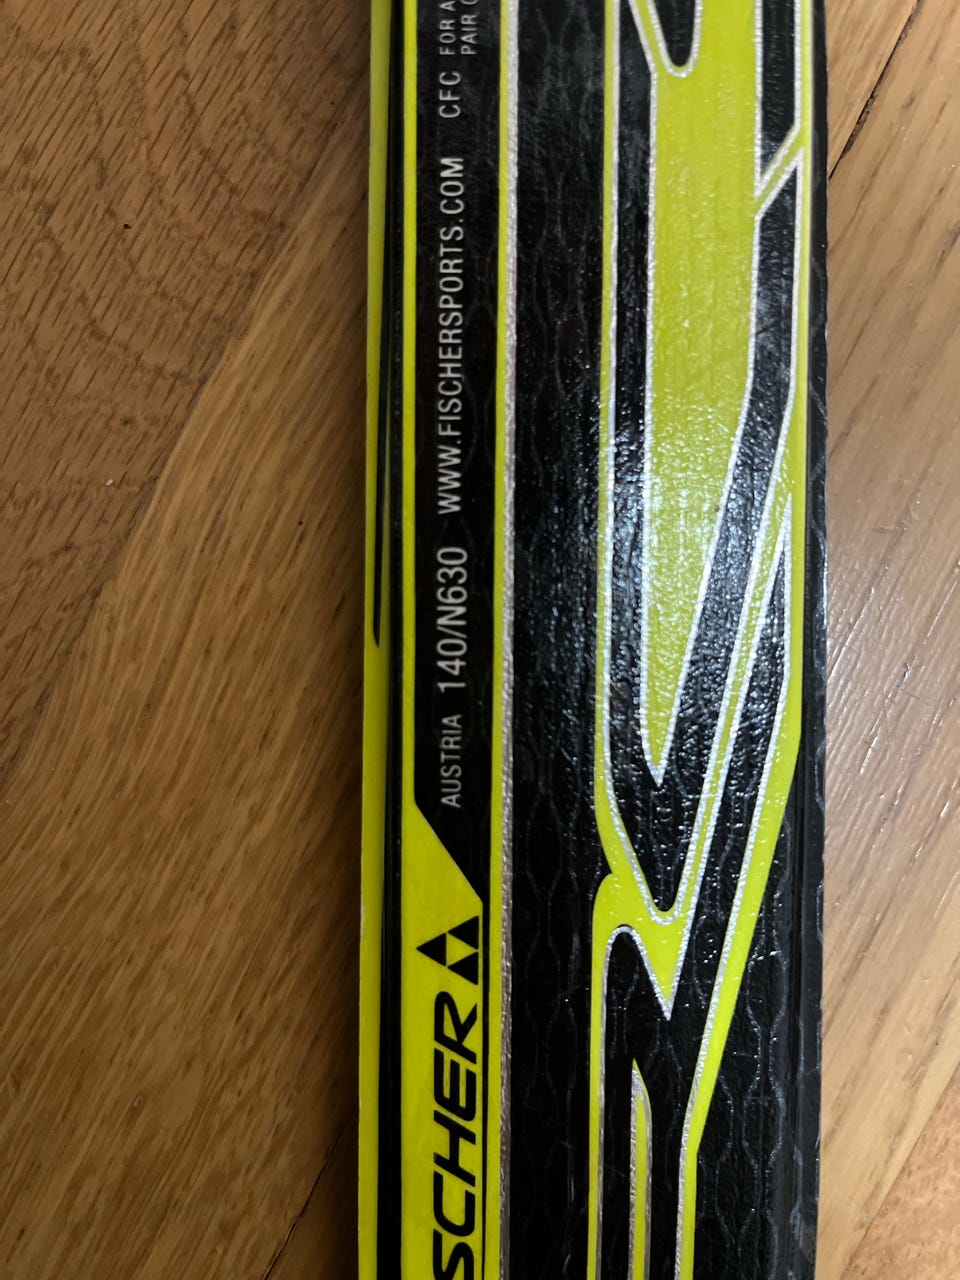 AUSTRIA 140/N630 WWW.FISCHERSPORTS.COM CFC FOR A
PAIR
SCHER